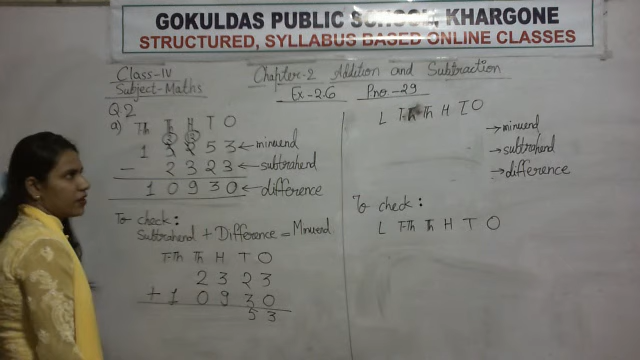 GOKULDAS PUBLIC SCHOOL, KHARGONE
STRUCTURED, SYLLABUS BASED ONLINE CLASSES
Class-IV
Subject-Maths
Chapter-2 Addition and Subtraction
Ex-2.6 Pno-29
Q.2
a) Th Th H T O
1 3 2 5 3 ← minuend
- 2 3 2 3 ← subtrahend
1 0 9 3 0 ← difference
To check:
Subtrahend + Difference = Minuend
T-Th Th H T O
2 3 2 3
+ 1 0 9 3 0
5 3
L T-Th Th H T O
→ minuend
→ subtrahend
→ difference
To check:
L T-Th Th H T O